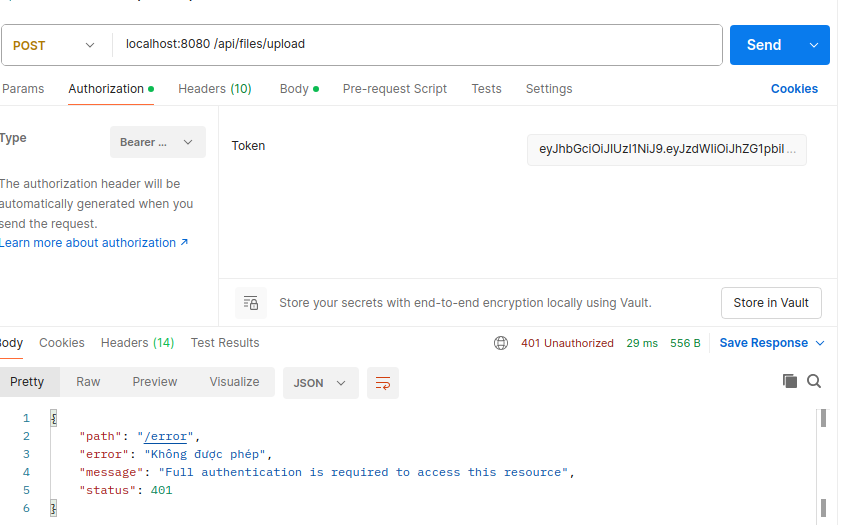 POST localhost:8080 /api/files/upload Send
Params Authorization Headers (10) Body Pre-request Script Tests Settings Cookies
Type Bearer ... Token eyJhbGciOiJIUzI1NiJ9.eyJzdWIiOiJhZG1pbiI ...
The authorization header will be
automatically generated when you
send the request.
Learn more about authorization ↗
Store your secrets with end-to-end encryption locally using Vault. Store in Vault
Body Cookies Headers (14) Test Results 401 Unauthorized 29 ms 556 B Save Response
Pretty Raw Preview Visualize JSON
1 {
2 "path": "/error",
3 "error": "Không được phép",
4 "message": "Full authentication is required to access this resource",
5 "status": 401
6 }